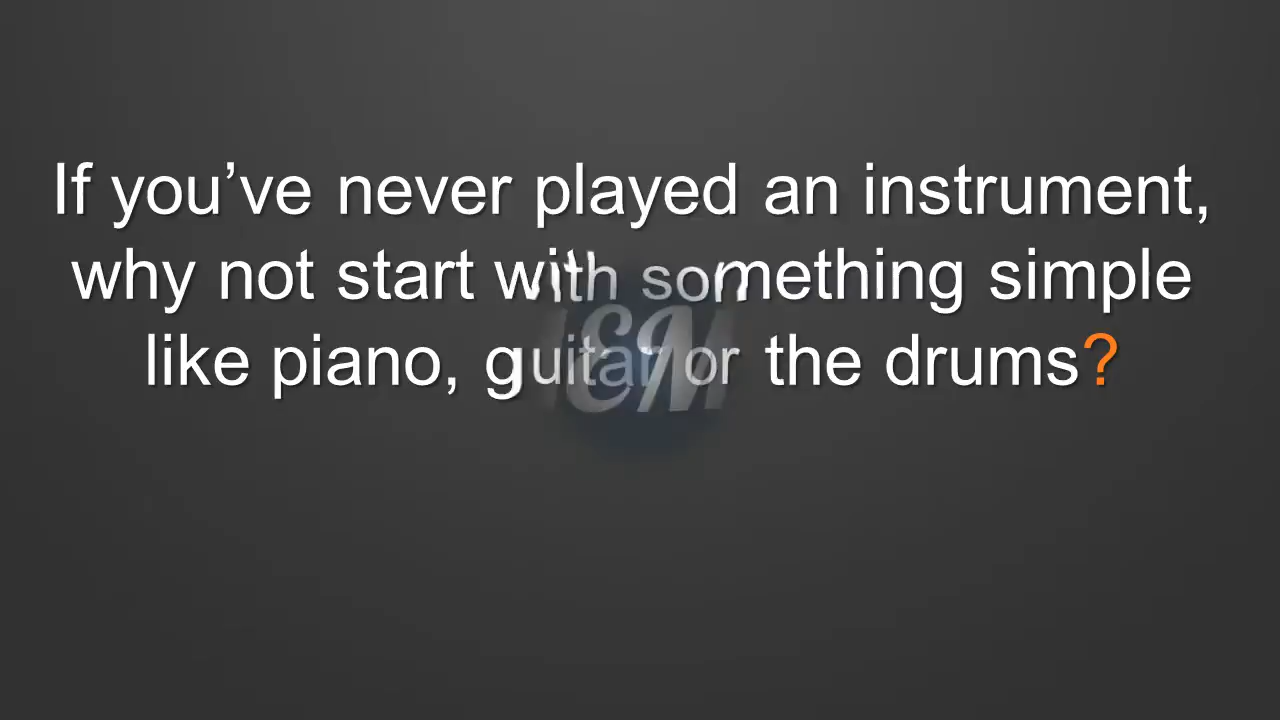 If you’ve never played an instrument,
why not start with something simple
like piano, guitar or the drums?